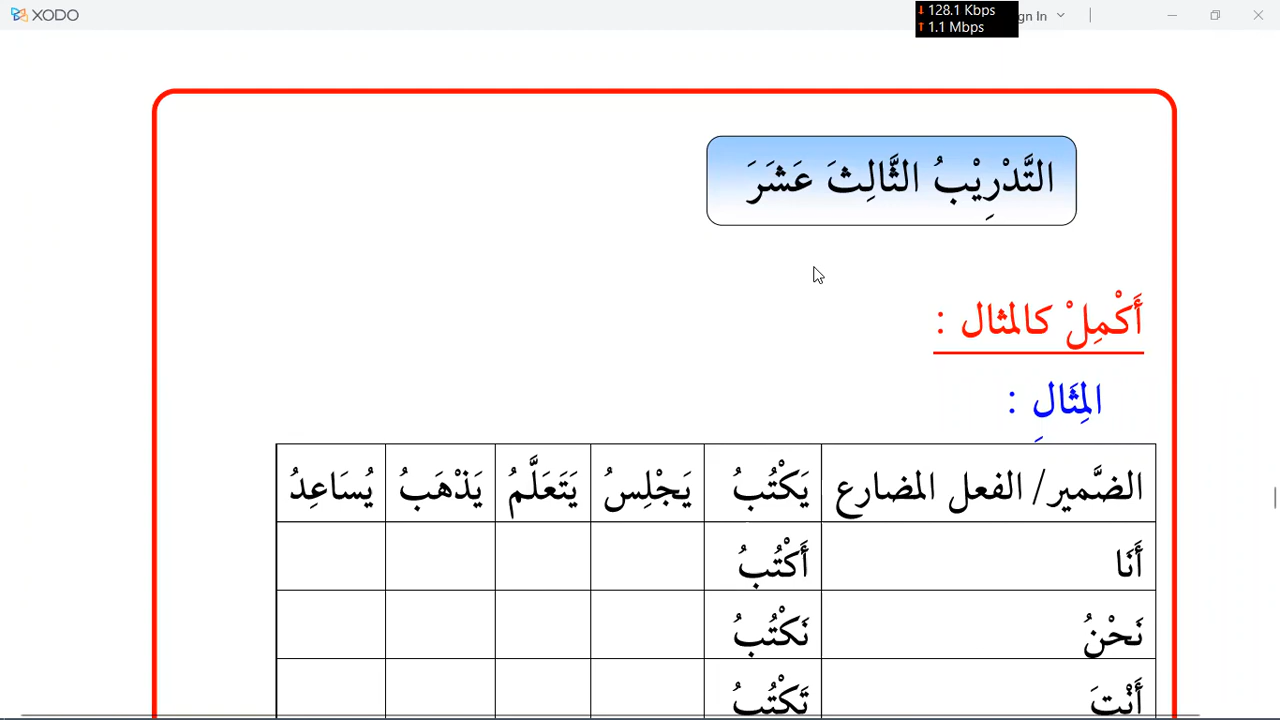 XODO
128.1 Kbps
gn In
1.1 Mbps
التَّدْرِيْبُ الثَّالِثَ عَشَرَ
أَكْمِلْ كالمثال :
المِثَالِ :
الضَّمير/ الفعل المضارع يَكْتُبُ يَجْلِسُ يَتَعَلَّمُ يَذْهَبُ يُسَاعِدُ
أَنَا أَكْتُبُ
نَحْنُ نَكْتُبُ
أَنْتَ تَكْتُبُ